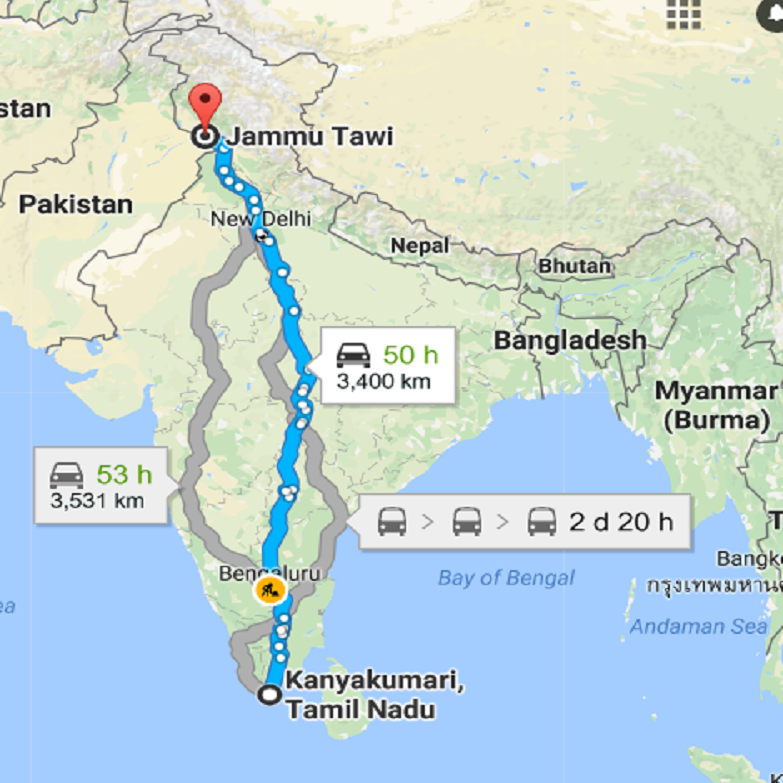 stan
Jammu Tawi
Pakistan
New Delhi
Nepal
Bhutan
Bangladesh
50 h
3,400 km
Myanmar
(Burma)
53 h
3,531 km
> > 2 d 20 h
Bengaluru
Bay of Bengal
Bangko
กรุงเทพมหาน
Andaman Sea
ea
Kanyakumari,
Tamil Nadu